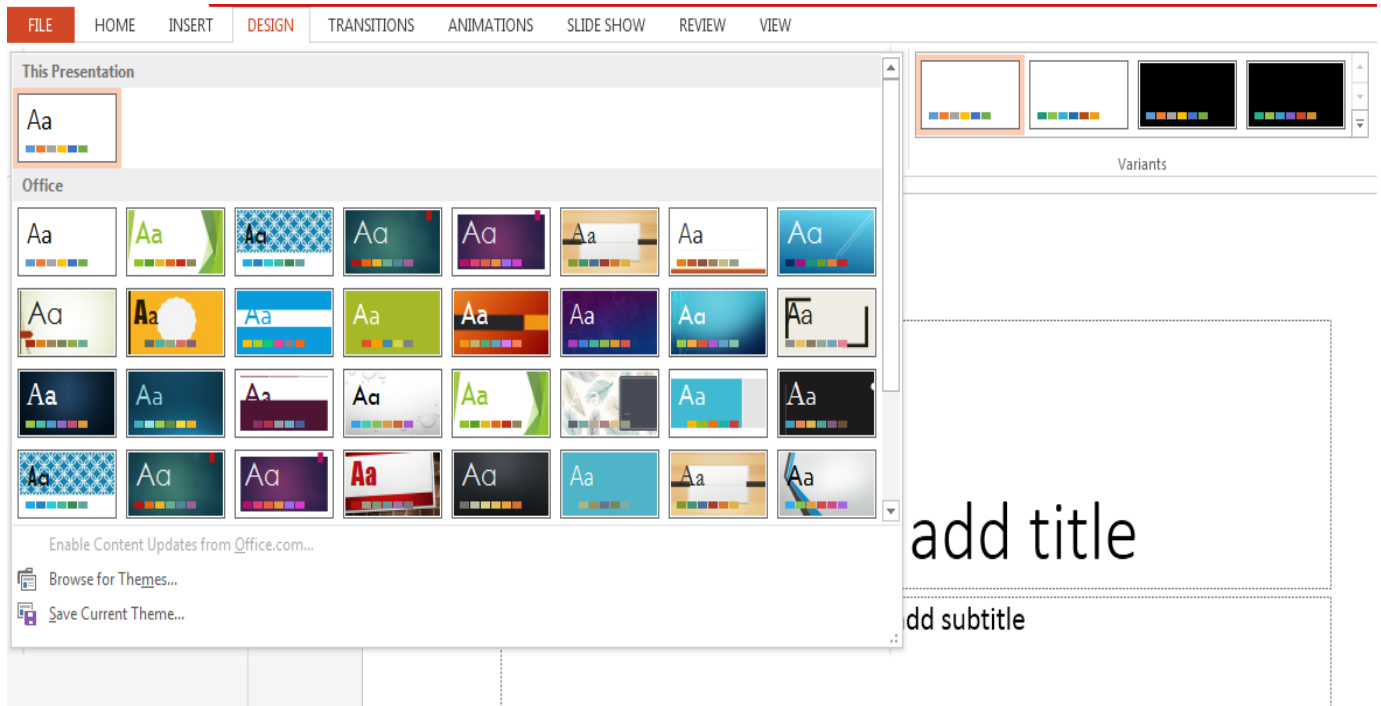 FILE HOME INSERT DESIGN TRANSITIONS ANIMATIONS SLIDE SHOW REVIEW VIEW
This Presentation
Aa
Office
Aa Aa Aa Aa Aa Aa Aa Aa
Aa Aa Aa Aa Aa Aa Aa Aa
Aa Aa Aa Aa Aa Aa Aa
Aa Aa Aa Aa Aa Aa Aa Aa
Enable Content Updates from Office.com...
Browse for Themes...
Save Current Theme...
Variants
add title
dd subtitle